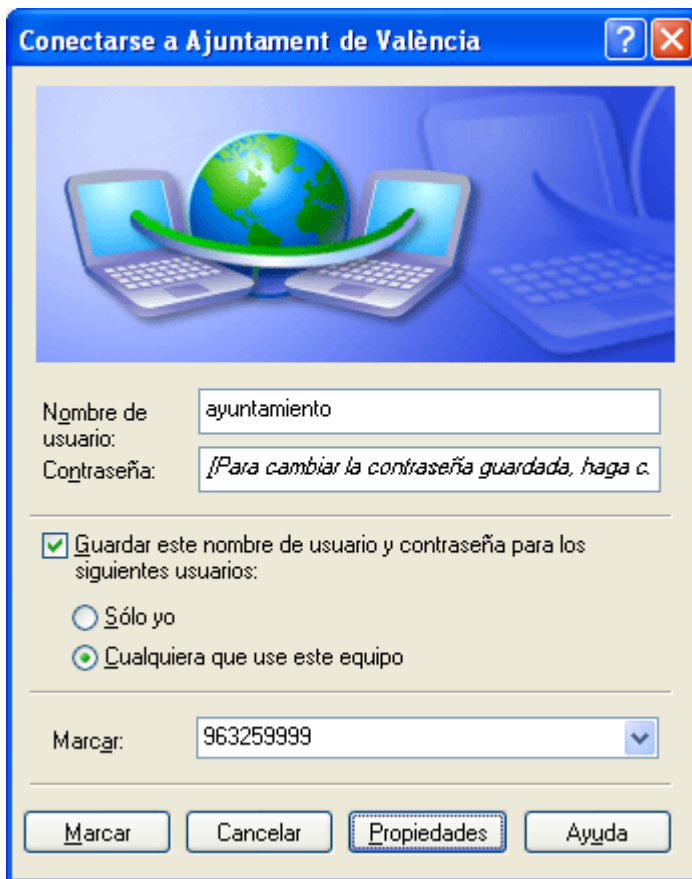 Conectarse a Ajuntament de València
Nombre de
usuario:
ayuntamiento
Contraseña:
[Para cambiar la contraseña guardada, haga c.
Guardar este nombre de usuario y contraseña para los
siguientes usuarios:
Sólo yo
Cualquiera que use este equipo
Marcar:
963259999
Marcar
Cancelar
Propiedades
Ayuda